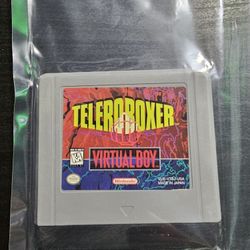 TELEROBOXER
VIRTUAL BOY
Nintendo
MADE IN JAPAN